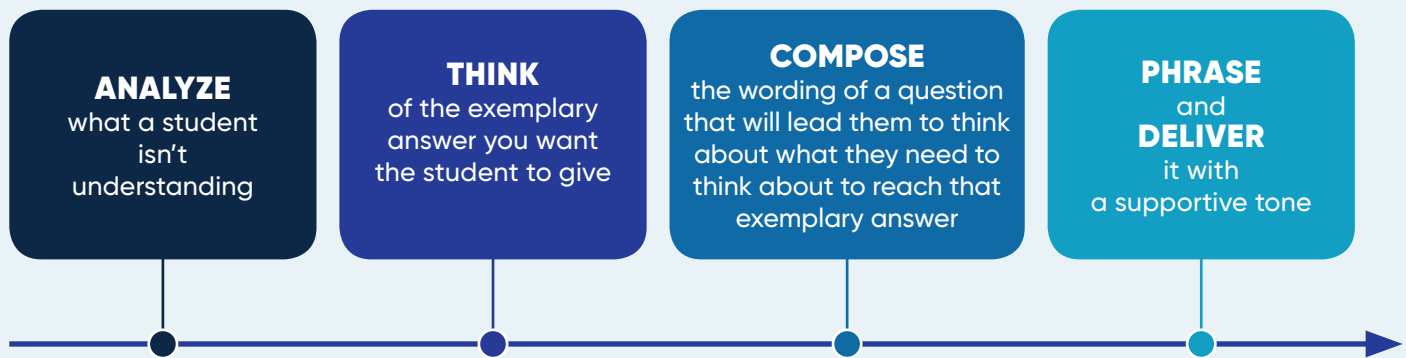 ANALYZE
what a student
isn’t
understanding
THINK
of the exemplary
answer you want
the student to give
COMPOSE
the wording of a question
that will lead them to think
about what they need to
think about to reach that
exemplary answer
PHRASE
and
DELIVER
it with
a supportive tone